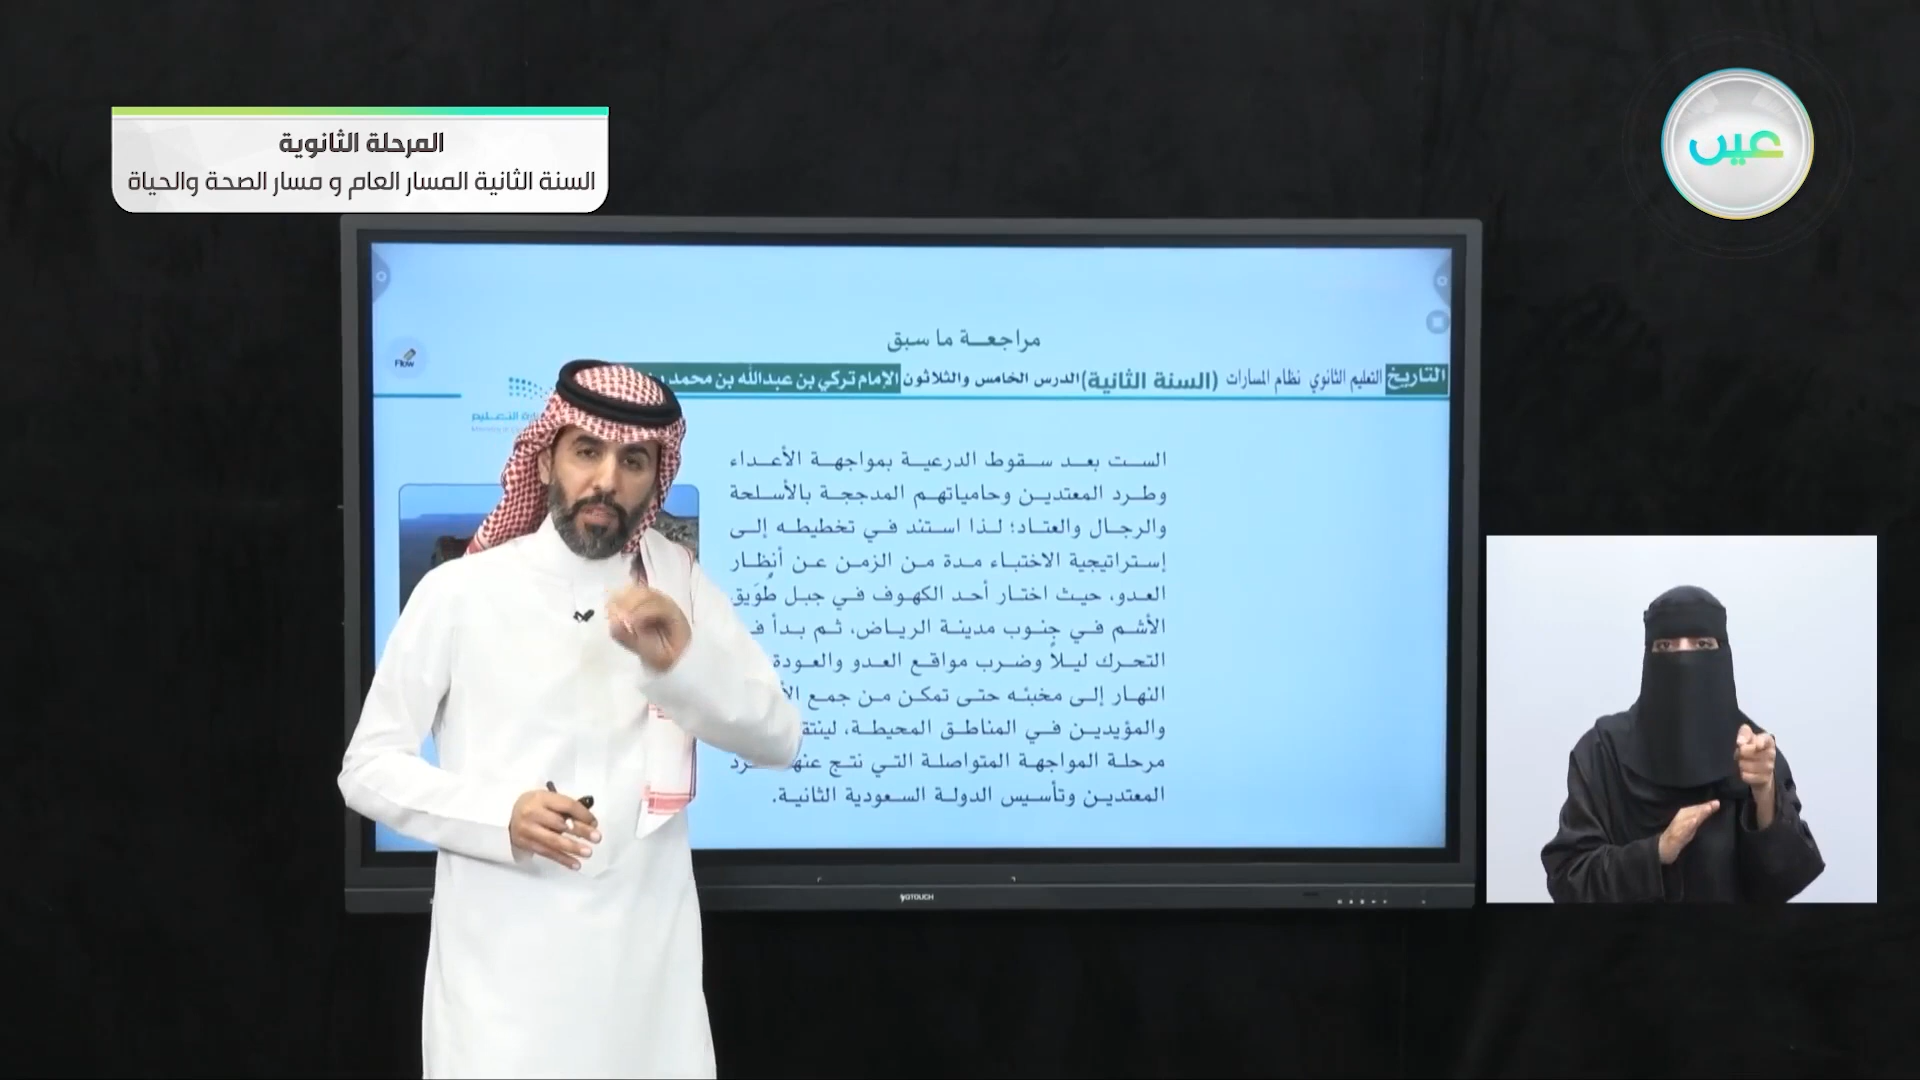 المرحلة الثانوية
السنة الثانية المسار العام و مسار الصحة والحياة
عين
مراجعة ما سبق
التاريخ التعليم الثانوي نظام المسارات (السنة الثانية) الدرس الخامس والثلاثون الإمام تركي بن عبدالله بن محمد بن
Flow
الست بعد سقوط الدرعية بمواجهة الأعداء
وطرد المعتدين وحامياتهم المدججة بالأسلحة
والرجال والعتاد؛ لذا استند في تخطيطه إلى
إستراتيجية الاختباء مدة من الزمن عن أنظار
العدو، حيث اختار أحد الكهوف في جبل طُوَيق
الأشم في جنوب مدينة الرياض، ثم بدأ
التحرك ليلاً وضرب مواقع العدو والعودة
النهار إلى مخبئه حتى تمكن من جمع
والمؤيدين في المناطق المحيطة،
مرحلة المواجهة المتواصلة التي نتج
المعتدين وتأسيس الدولة السعودية الثانية.